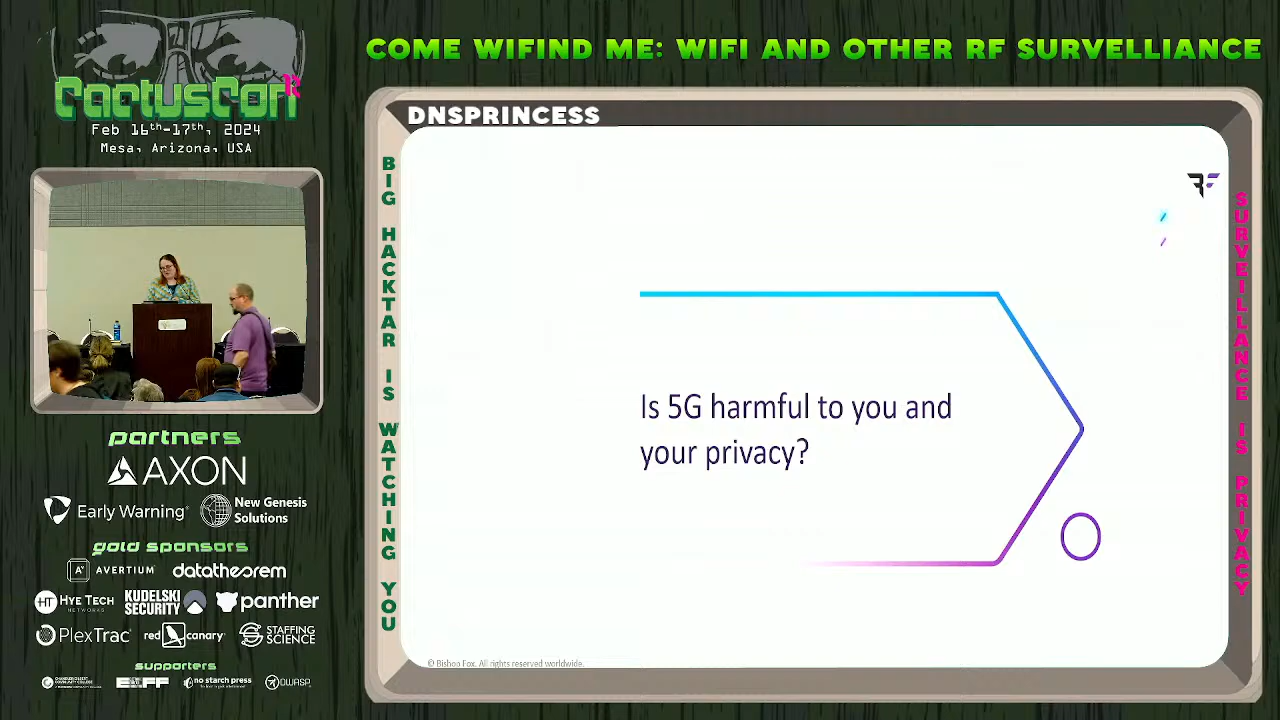 CactusCon
12
Feb 16th-17th, 2024
Mesa, Arizona, USA
COME WIFIND ME: WIFI AND OTHER RF SURVELLIANCE
DNSPRINCESS
BIG HACKTAR IS WATCHING YOU
Is 5G harmful to you and
your privacy?
© Bishop Fox. All rights reserved worldwide.
SURVEILLANCE IS PRIVACY
partners
AXON
Early Warning
New Genesis
Solutions
gold sponsors
AVERTIUM
datatheorem
HT HYE TECH
NETWORKS
KUDELSKI
SECURITY
panther
PlexTrac
red canary
STAFFING
SCIENCE
supporters
EFF
no starch press
OWASP